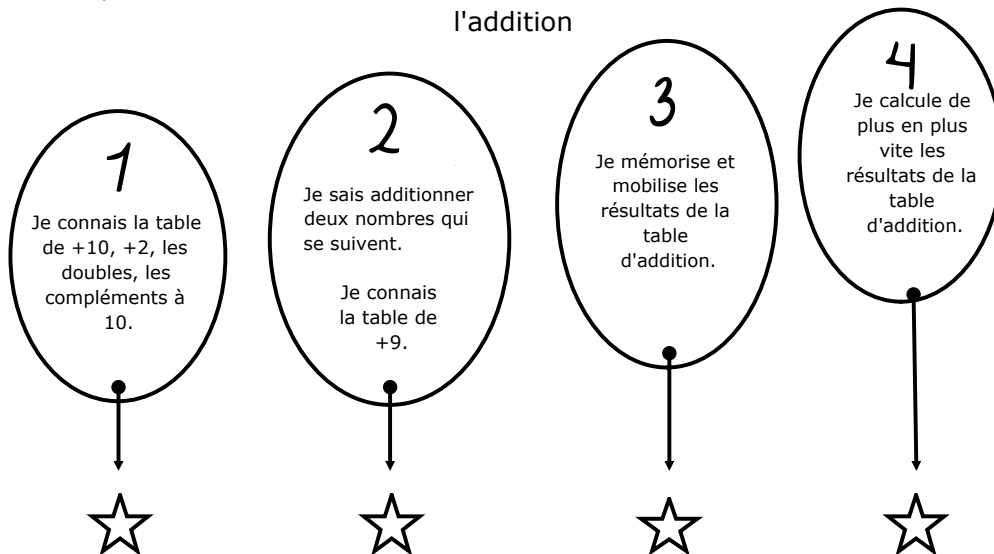 l'addition
1
Je connais la table
de +10, +2, les
doubles, les
compléments à
10.
2
Je sais additionner
deux nombres qui
se suivent.
Je connais
la table de
+9.
3
Je mémorise et
mobilise les
résultats de la
table
d'addition.
4
Je calcule de
plus en plus
vite les
résultats de la
table
d'addition.